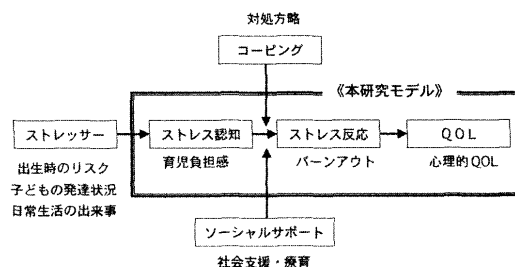 対処方略
コーピング
《本研究モデル》
ストレッサー
ストレス認知
ストレス反応
QOL
出生時のリスク
子どもの発達状況
日常生活の出来事
育児負担感
バーンアウト
心理的QOL
ソーシャルサポート
社会支援・療育